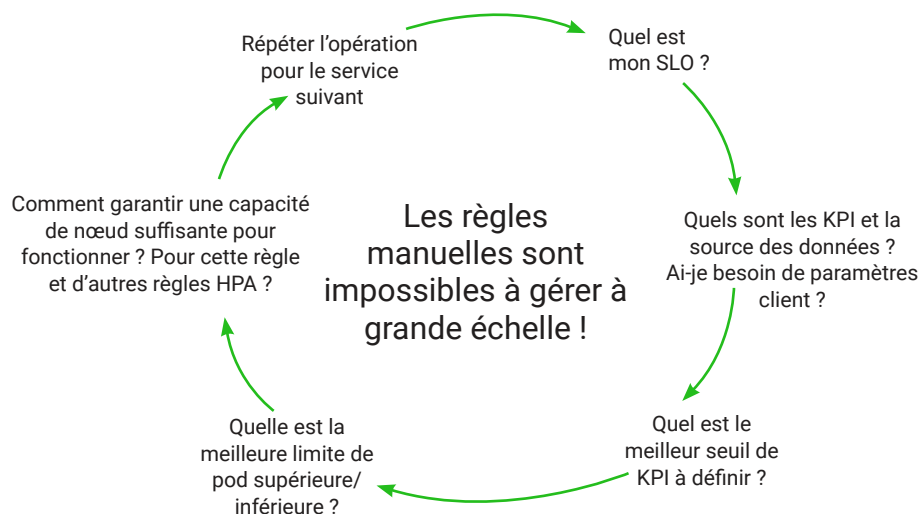 Répéter l’opération
pour le service
suivant
Quel est
mon SLO ?
Quels sont les KPI et la
source des données ?
Ai-je besoin de paramètres
client ?
Quel est le
meilleur seuil de
KPI à définir ?
Quelle est la
meilleure limite de
pod supérieure/
inférieure ?
Comment garantir une capacité
de nœud suffisante pour
fonctionner ? Pour cette règle
et d’autres règles HPA ?
Les règles
manuelles sont
impossibles à gérer à
grande échelle !